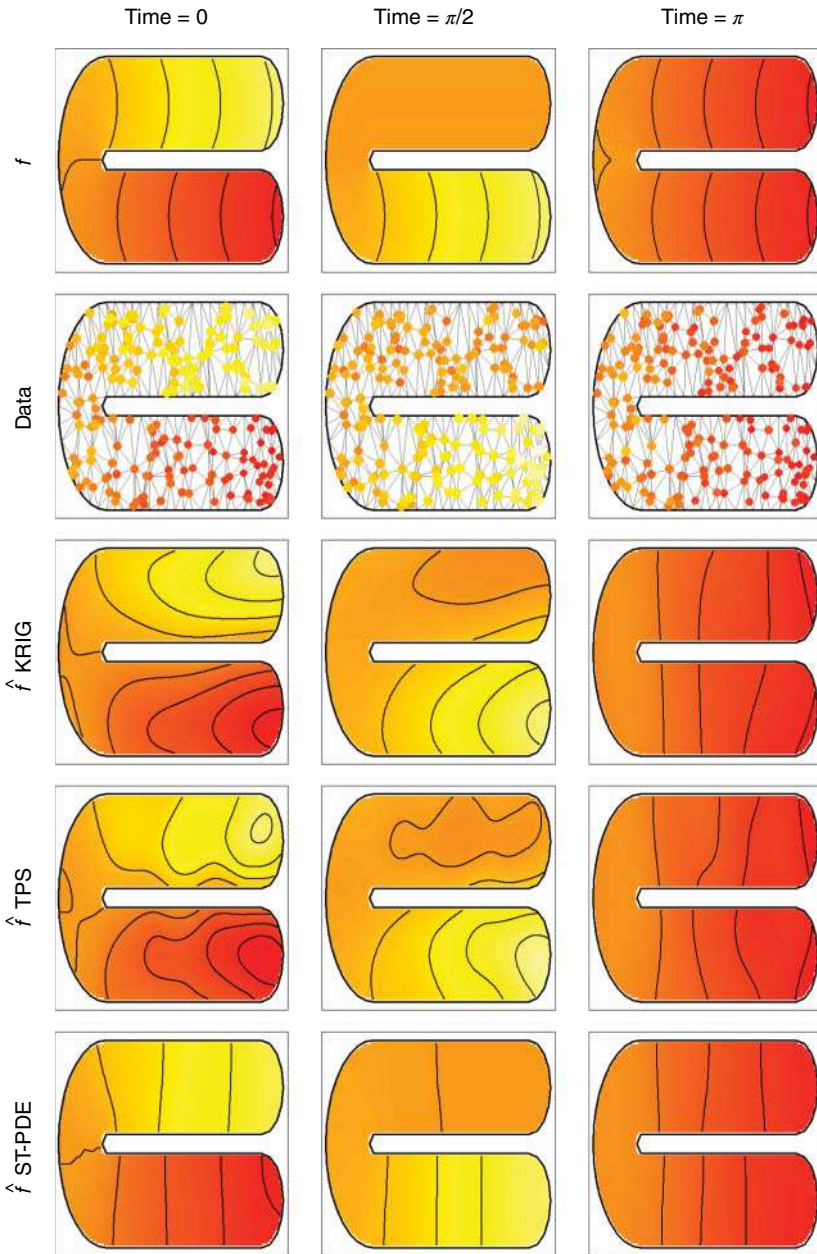 Time = 0
Time = π/2
Time = π
f
Data
f̂ KRIG
f̂ TPS
f̂ ST-PDE